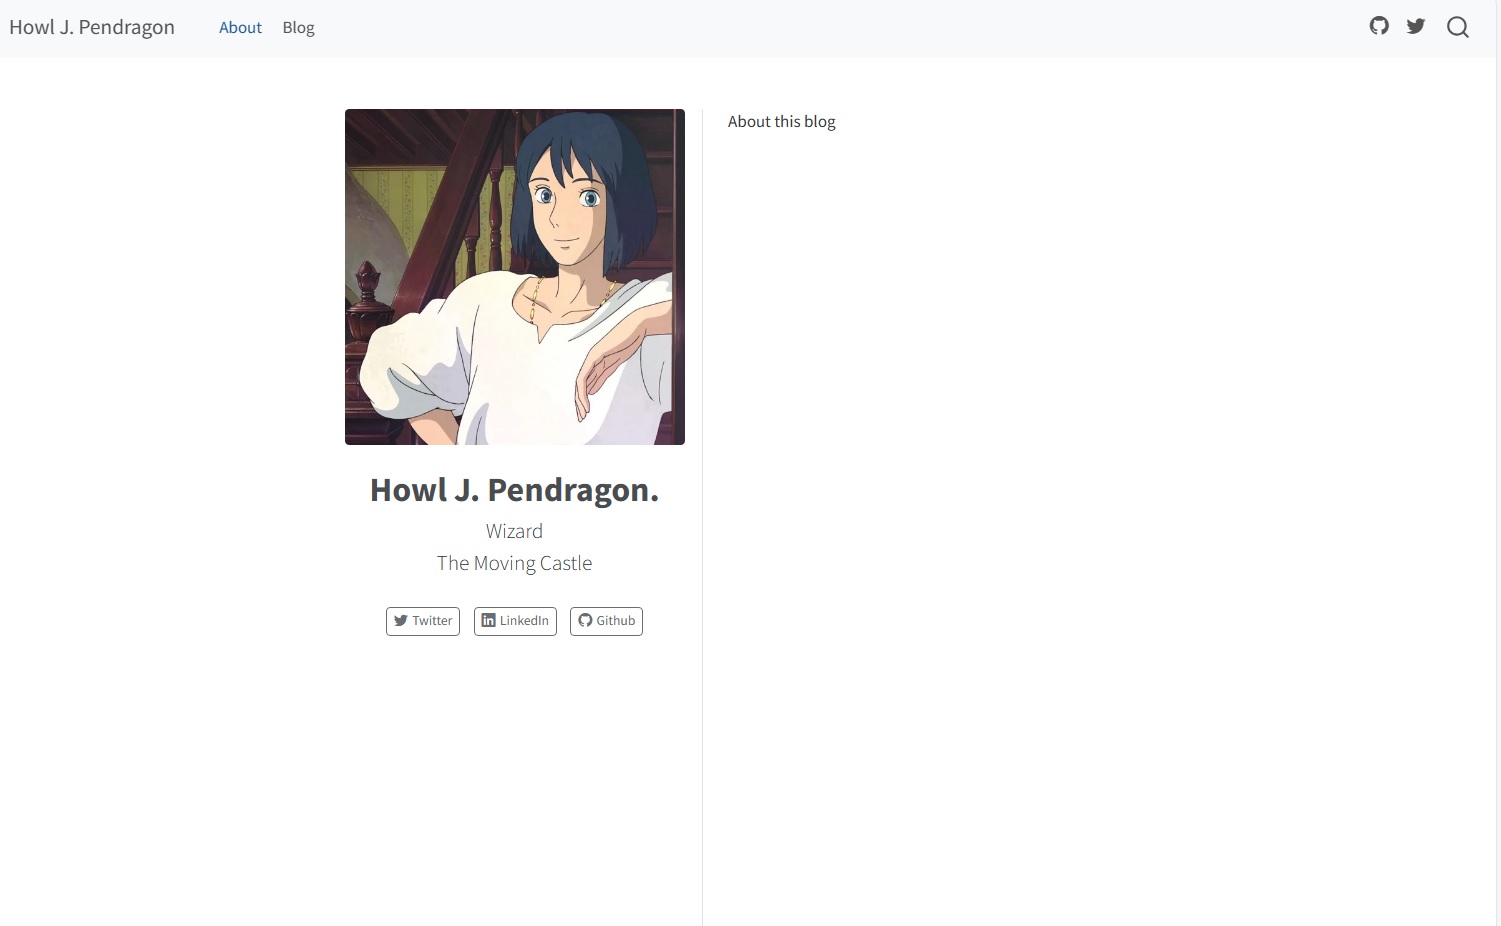 Howl J. Pendragon About Blog
About this blog
Howl J. Pendragon.
Wizard
The Moving Castle
Twitter LinkedIn Github